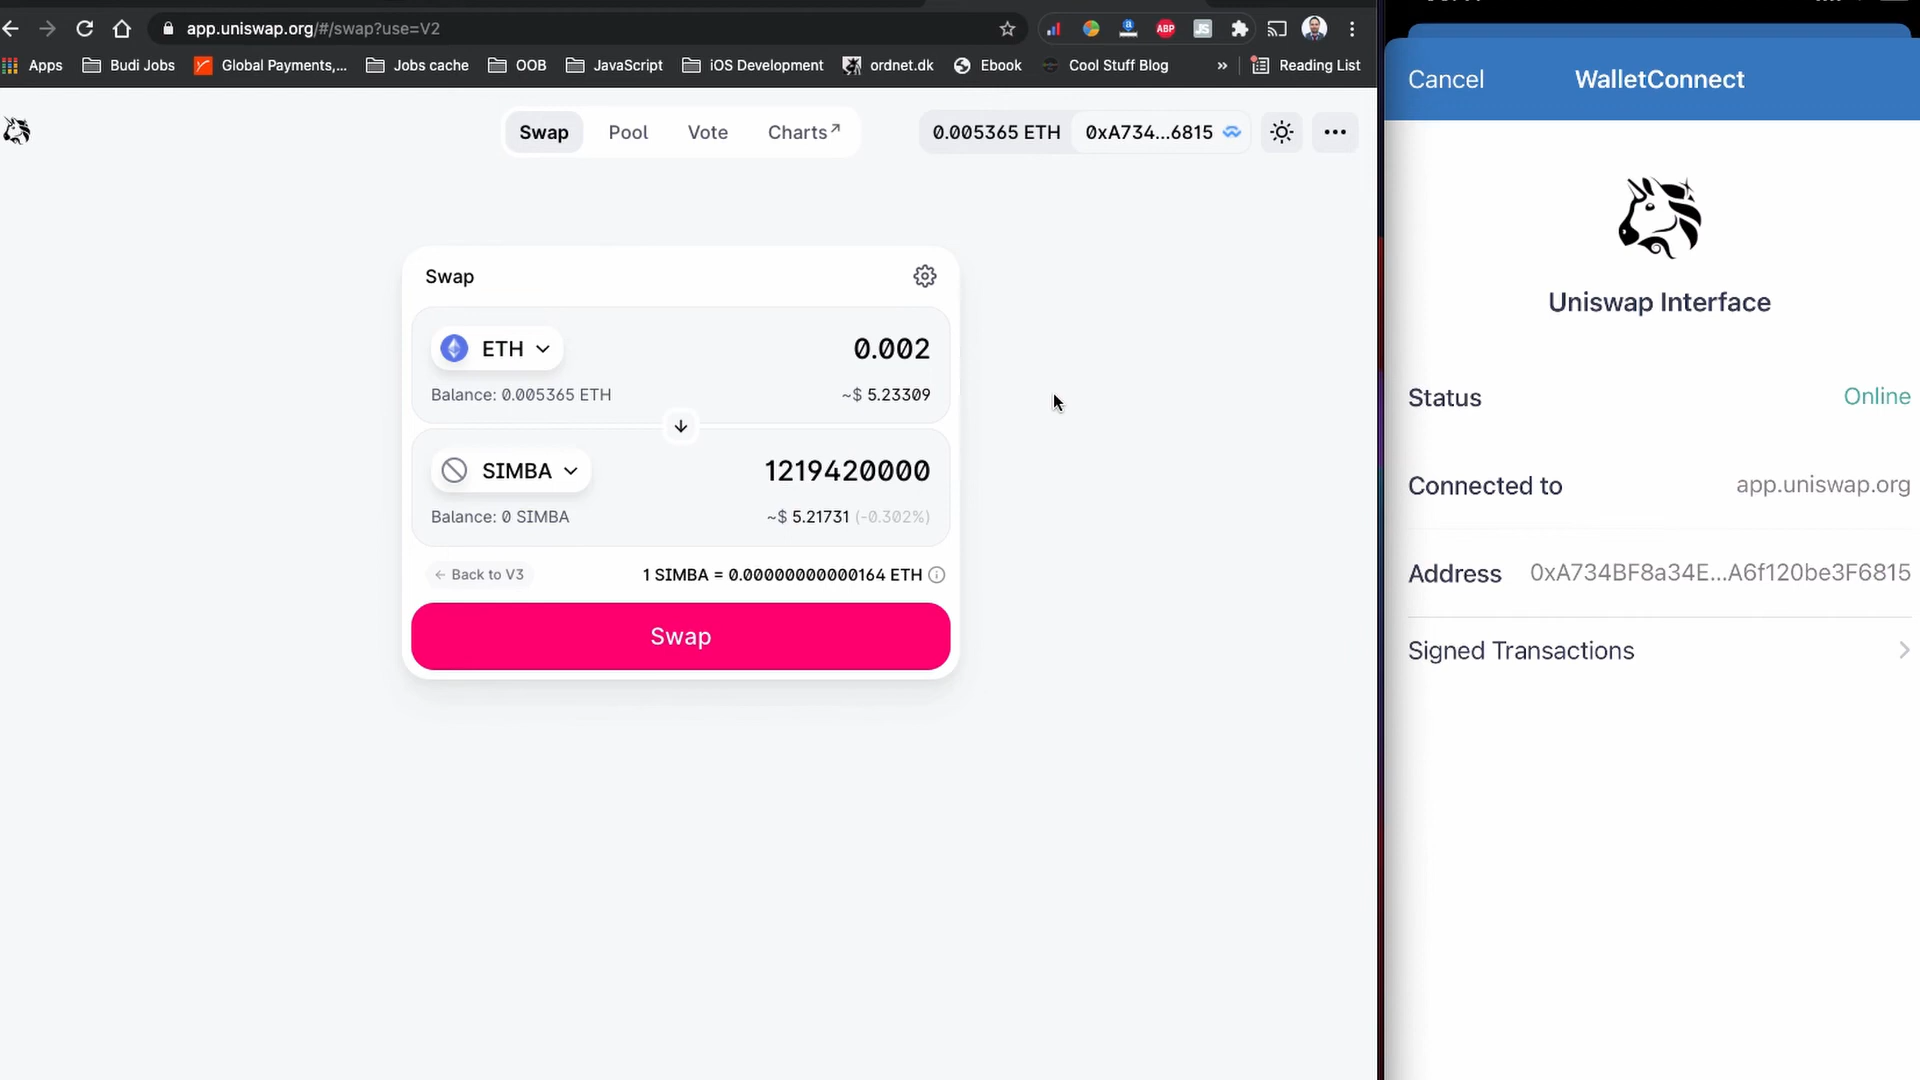 app.uniswap.org/#/swap?use=V2
ABP
JS
Apps
Budi Jobs
Global Payments,...
Jobs cache
OOB
JavaScript
iOS Development
ordnet.dk
Ebook
Cool Stuff Blog
»
Reading List
Swap
Pool
Vote
Charts↗
0.005365 ETH
0xA734...6815
Swap
ETH
0.002
Balance: 0.005365 ETH
~$ 5.23309
SIMBA
1219420000
Balance: 0 SIMBA
~$ 5.21731 (-0.302%)
← Back to V3
1 SIMBA = 0.00000000000164 ETH
Swap
Cancel
WalletConnect
Uniswap Interface
Status
Online
Connected to
app.uniswap.org
Address
0xA734BF8a34E...A6f120be3F6815
Signed Transactions